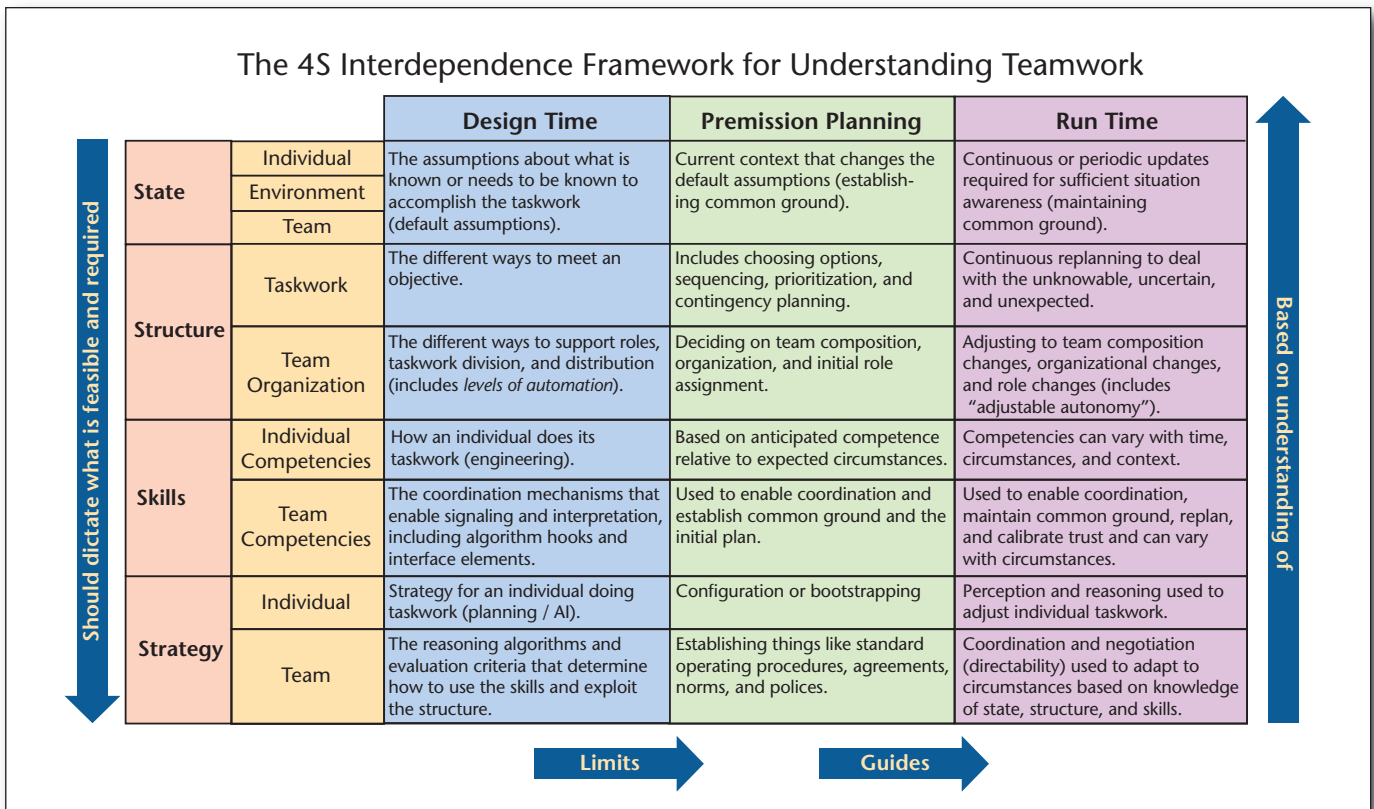 The 4S Interdependence Framework for Understanding Teamwork
Design Time
Premission Planning
Run Time
Should dictate what is feasible and required
State
Individual
Environment
Team
The assumptions about what is
known or needs to be known to
accomplish the taskwork
(default assumptions).
Current context that changes the
default assumptions (establish-
ing common ground).
Continuous or periodic updates
required for sufficient situation
awareness (maintaining
common ground).
Structure
Taskwork
The different ways to meet an
objective.
Includes choosing options,
sequencing, prioritization, and
contingency planning.
Continuous replanning to deal
with the unknowable, uncertain,
and unexpected.
Team
Organization
The different ways to support roles,
taskwork division, and distribution
(includes levels of automation).
Deciding on team composition,
organization, and initial role
assignment.
Adjusting to team composition
changes, organizational changes,
and role changes (includes
“adjustable autonomy”).
Skills
Individual
Competencies
How an individual does its
taskwork (engineering).
Based on anticipated competence
relative to expected circumstances.
Competencies can vary with time,
circumstances, and context.
Team
Competencies
The coordination mechanisms that
enable signaling and interpretation,
including algorithm hooks and
interface elements.
Used to enable coordination and
establish common ground and the
initial plan.
Used to enable coordination,
maintain common ground, replan,
and calibrate trust and can vary
with circumstances.
Strategy
Individual
Strategy for an individual doing
taskwork (planning / AI).
Configuration or bootstrapping
Perception and reasoning used to
adjust individual taskwork.
Team
The reasoning algorithms and
evaluation criteria that determine
how to use the skills and exploit
the structure.
Establishing things like standard
operating procedures, agreements,
norms, and polices.
Coordination and negotiation
(directability) used to adapt to
circumstances based on knowledge
of state, structure, and skills.
Based on understanding of
Limits
Guides